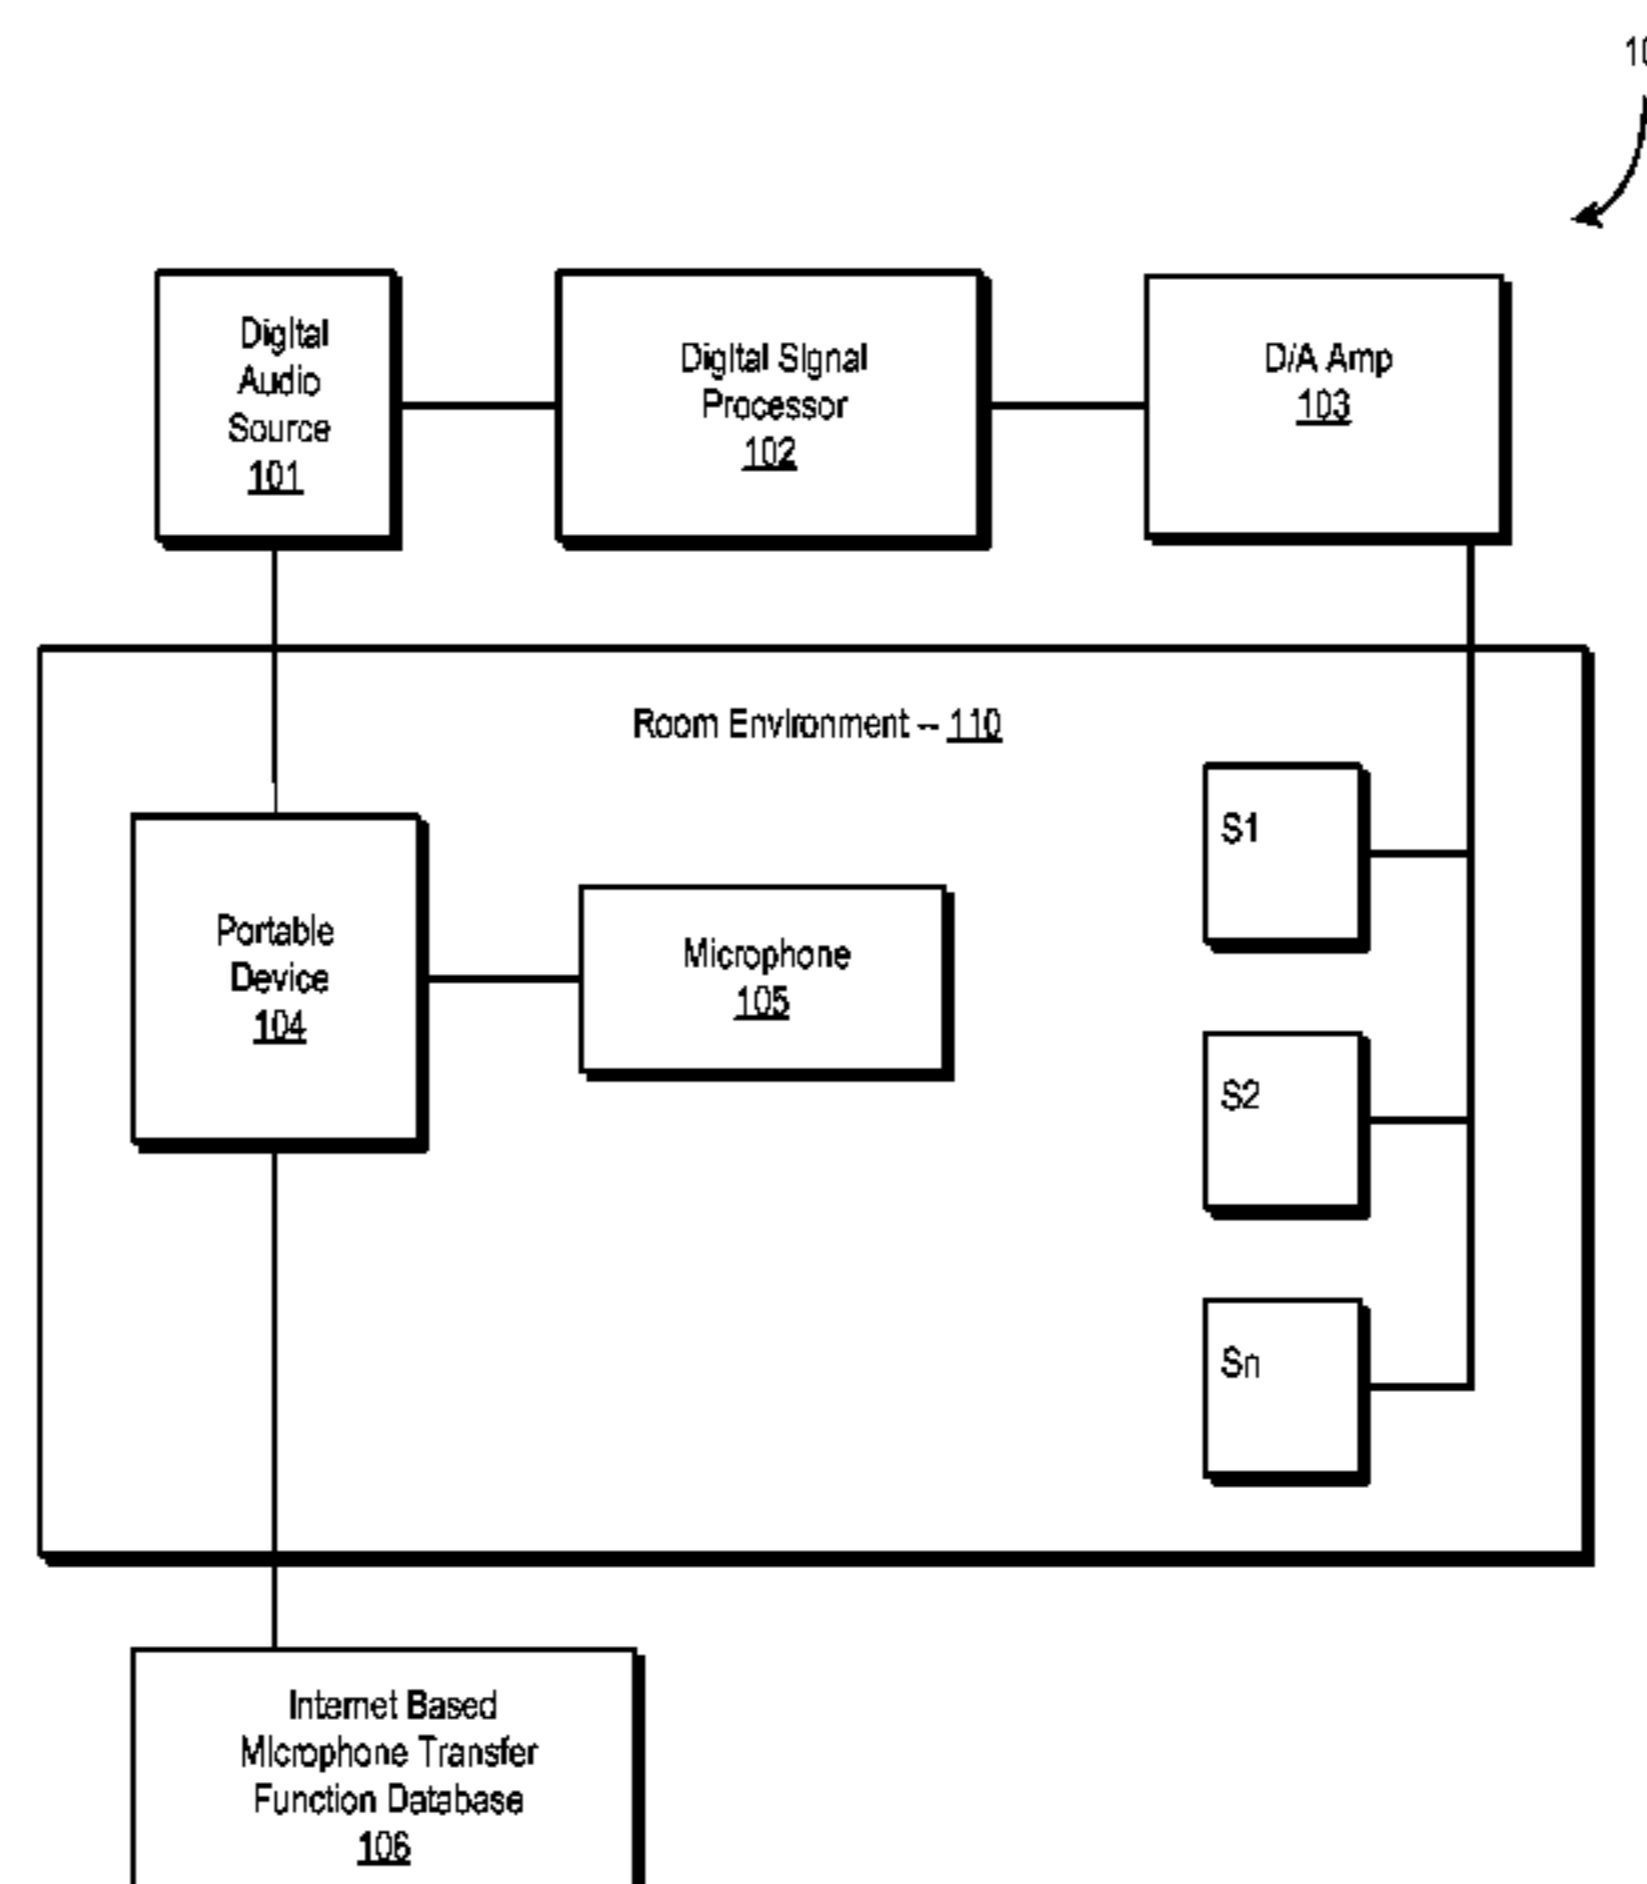 Digital
Audio
Source
101
Digital Signal
Processor
102
D/A Amp
103
Room Environment -- 110
S1
Portable
Device
104
Microphone
105
S2
Sn
Internet Based
Microphone Transfer
Function Database
106